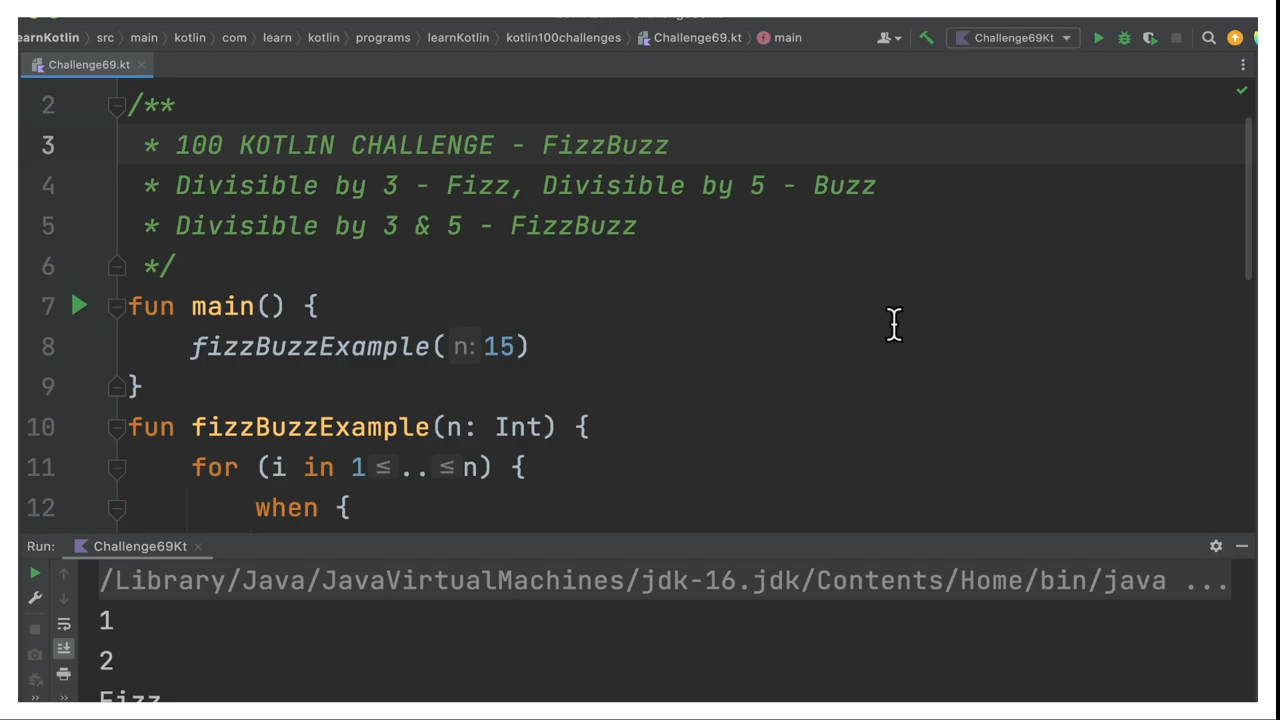 earnKotlin > src > main > kotlin > com > learn > kotlin > programs > learnKotlin > kotlin100challenges > Challenge69.kt > main Challenge69Kt
Challenge69.kt
2 /**
3 * 100 KOTLIN CHALLENGE - FizzBuzz
4 * Divisible by 3 - Fizz, Divisible by 5 - Buzz
5 * Divisible by 3 & 5 - FizzBuzz
6 */
7 fun main() {
8 fizzBuzzExample( n: 15)
9 }
10 fun fizzBuzzExample(n: Int) {
11 for (i in 1 ≤ .. ≤ n) {
12 when {
Run: Challenge69Kt
/Library/Java/JavaVirtualMachines/jdk-16.jdk/Contents/Home/bin/java ...
1
2
Fizz